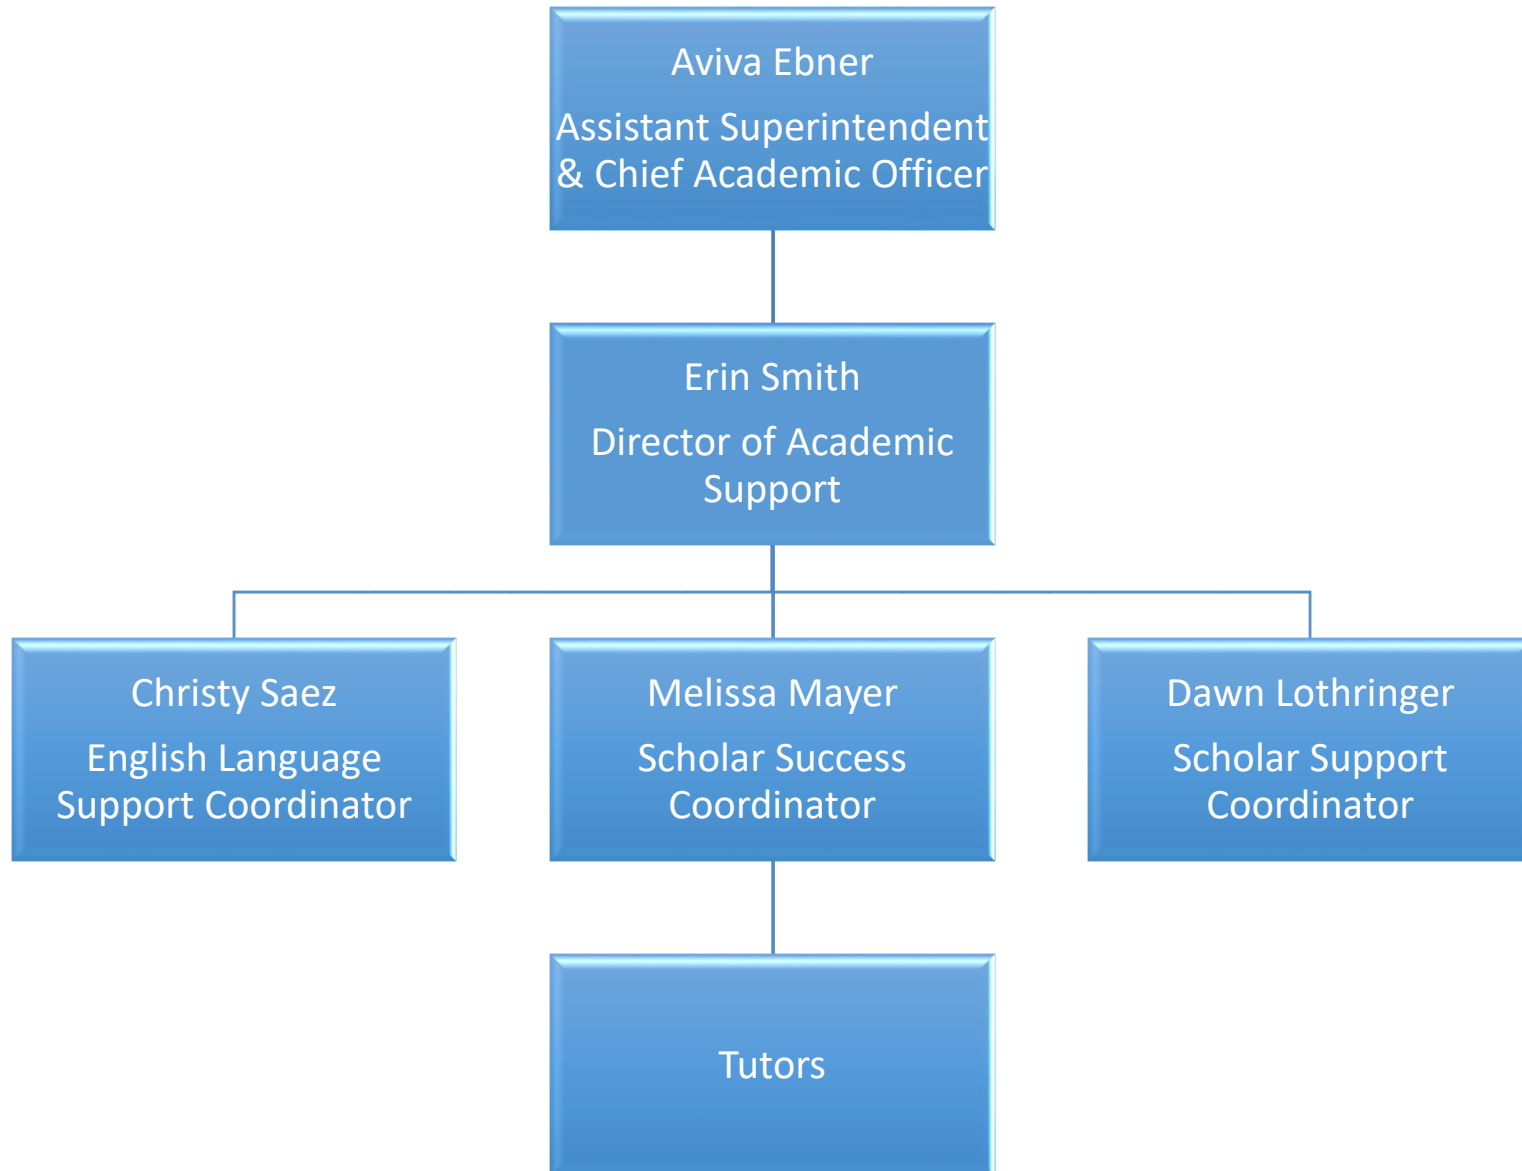 Aviva Ebner
Assistant Superintendent
& Chief Academic Officer
Erin Smith
Director of Academic
Support
Christy Saez
English Language
Support Coordinator
Melissa Mayer
Scholar Success
Coordinator
Dawn Lothringer
Scholar Support
Coordinator
Tutors